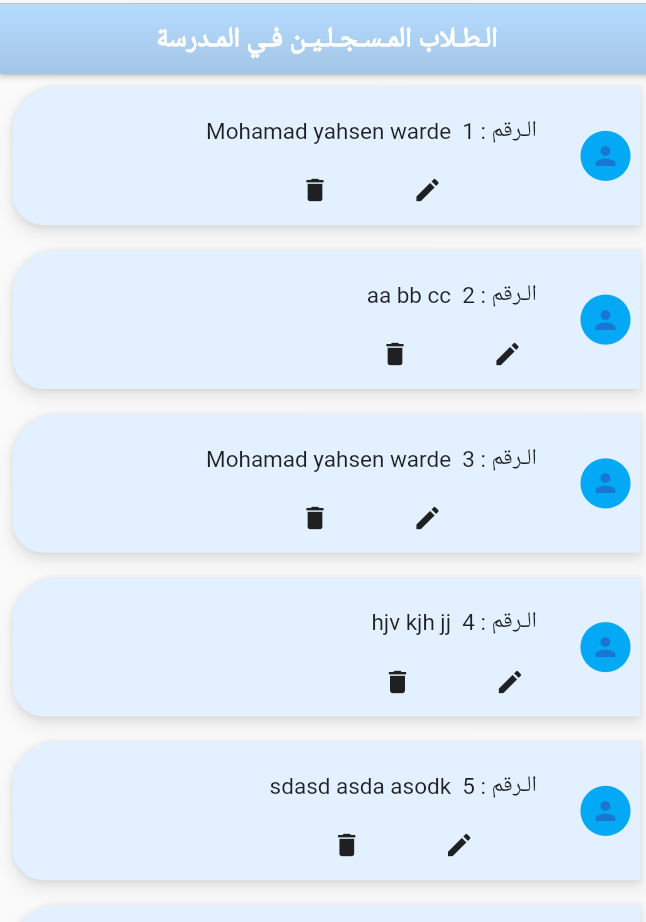 الطلاب المسجلين في المدرسة
الرقم : 1 Mohamad yahsen warde
الرقم : 2 aa bb cc
الرقم : 3 Mohamad yahsen warde
الرقم : 4 hjv kjh jj
الرقم : 5 sdasd asda asodk